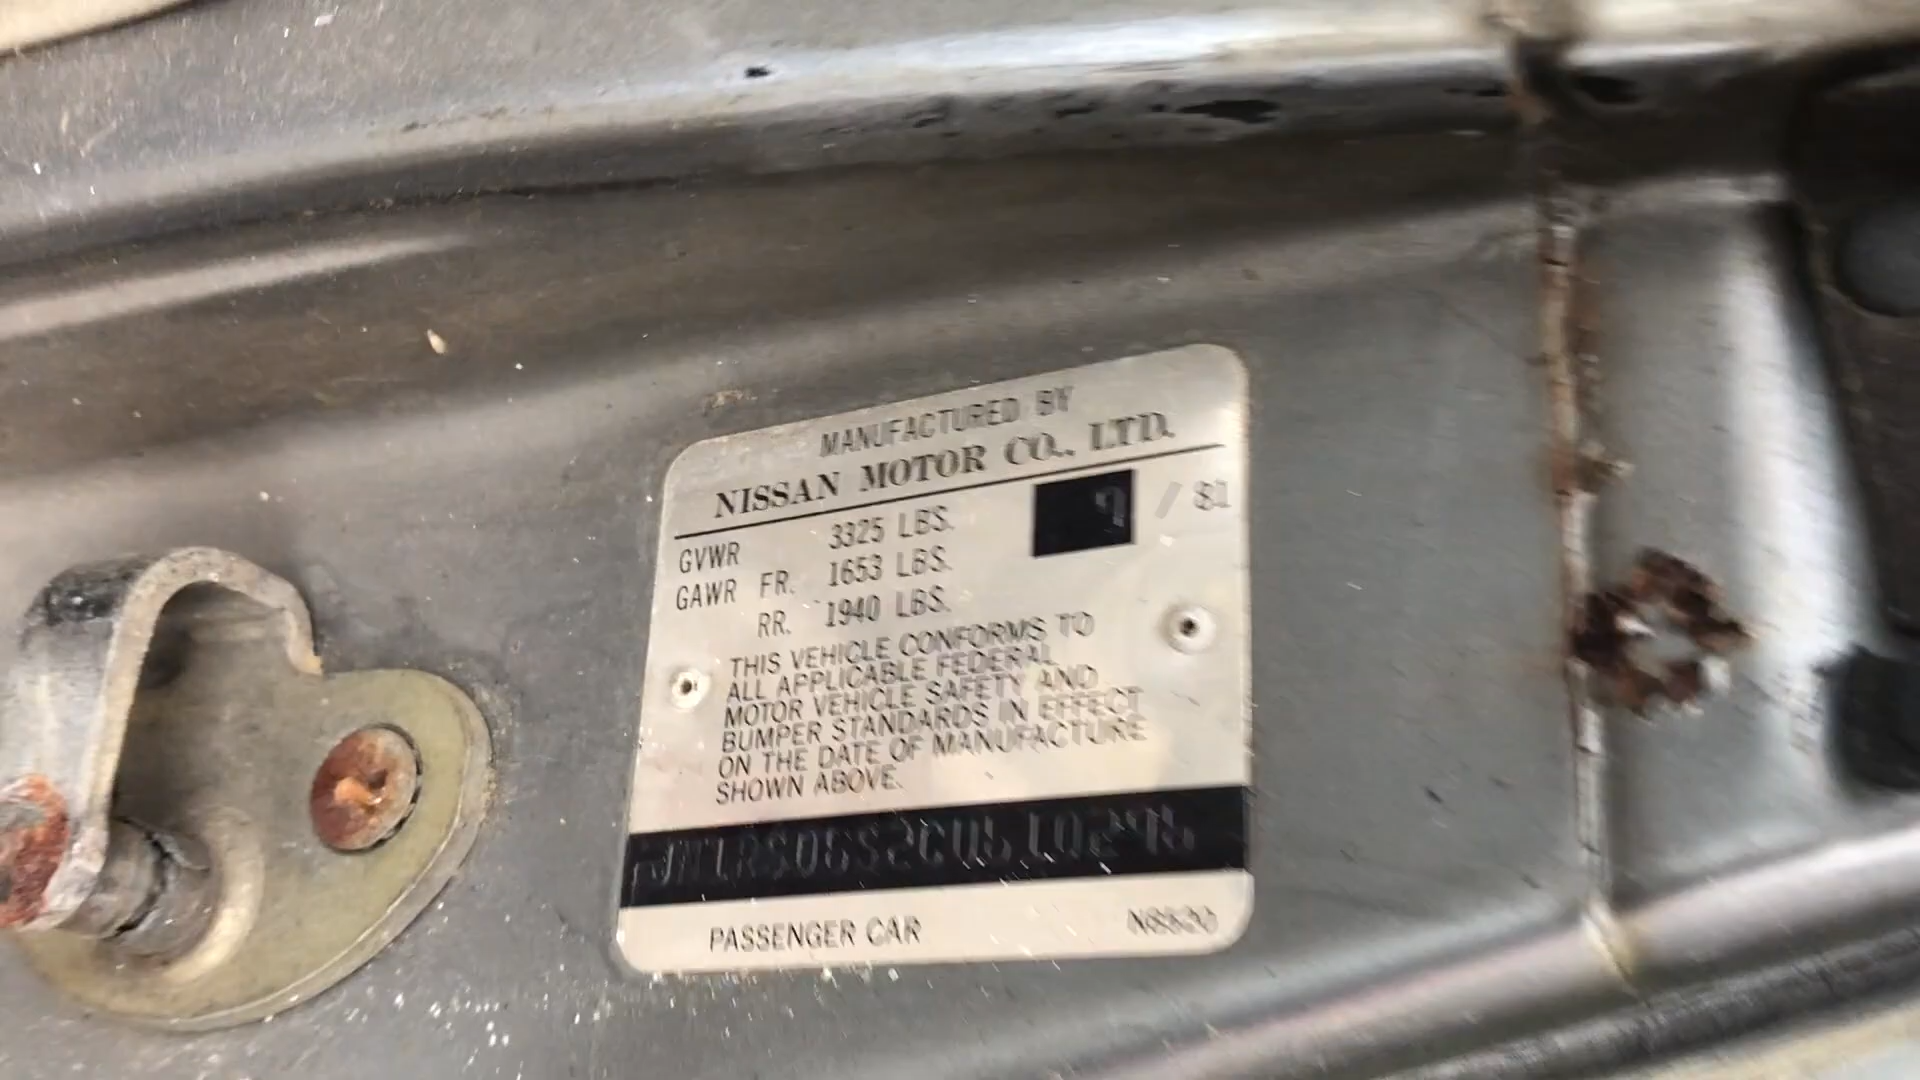 MANUFACTURED BY
NISSAN MOTOR CO., LTD.
/ 81
GVWR 3325 LBS.
GAWR FR. 1653 LBS.
RR. 1940 LBS.
THIS VEHICLE CONFORMS TO
ALL APPLICABLE FEDERAL
MOTOR VEHICLE SAFETY AND
BUMPER STANDARDS IN EFFECT
ON THE DATE OF MANUFACTURE
SHOWN ABOVE.
PASSENGER CAR